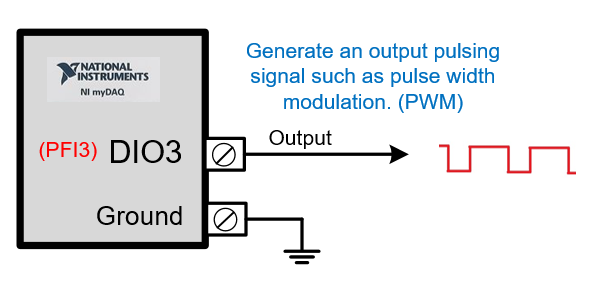 Generate an output pulsing
signal such as pulse width
modulation. (PWM)
NATIONAL
INSTRUMENTS
NI myDAQ
(PFI3) DIO3
Output
Ground